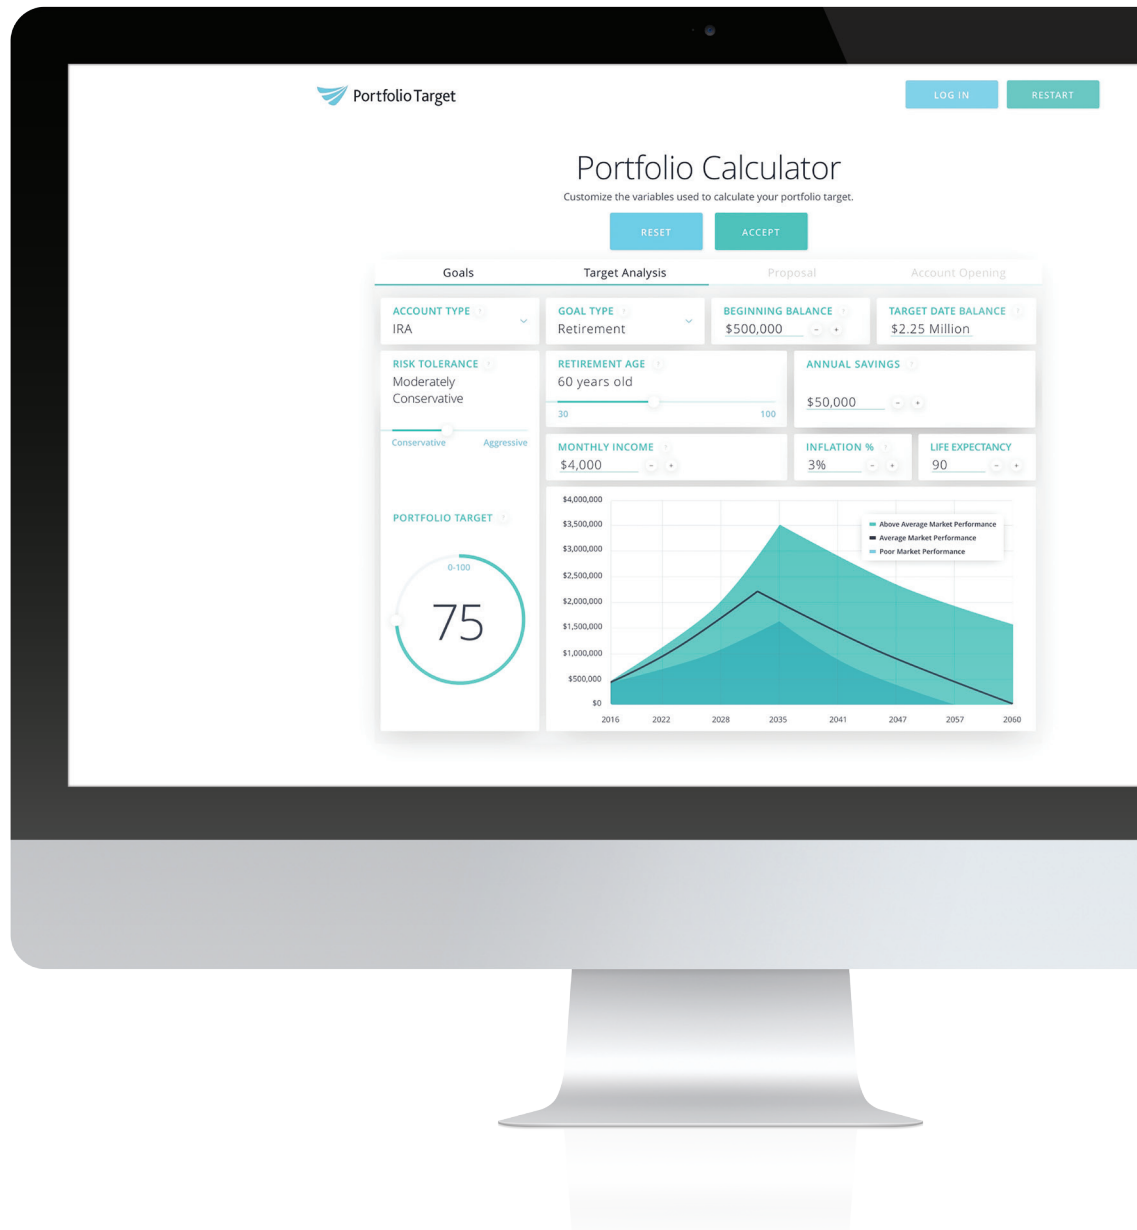 Portfolio Target
LOG IN
RESTART
Portfolio Calculator
Customize the variables used to calculate your portfolio target.
RESET
ACCEPT
Goals
Target Analysis
Proposal
Account Opening
ACCOUNT TYPE ?
IRA
GOAL TYPE ?
Retirement
BEGINNING BALANCE ?
$500,000 - +
TARGET DATE BALANCE ?
$2.25 Million
RISK TOLERANCE ?
Moderately
Conservative
Conservative
Aggressive
RETIREMENT AGE ?
60 years old
30
100
ANNUAL SAVINGS ?
$50,000 - +
MONTHLY INCOME ?
$4,000 - +
INFLATION % ?
3% - +
LIFE EXPECTANCY
90 - +
PORTFOLIO TARGET ?
0-100
75
$4,000,000
$3,500,000
$3,000,000
$2,500,000
$2,000,000
$1,500,000
$1,000,000
$500,000
$0
Above Average Market Performance
Average Market Performance
Poor Market Performance
2016
2022
2028
2035
2041
2047
2057
2060